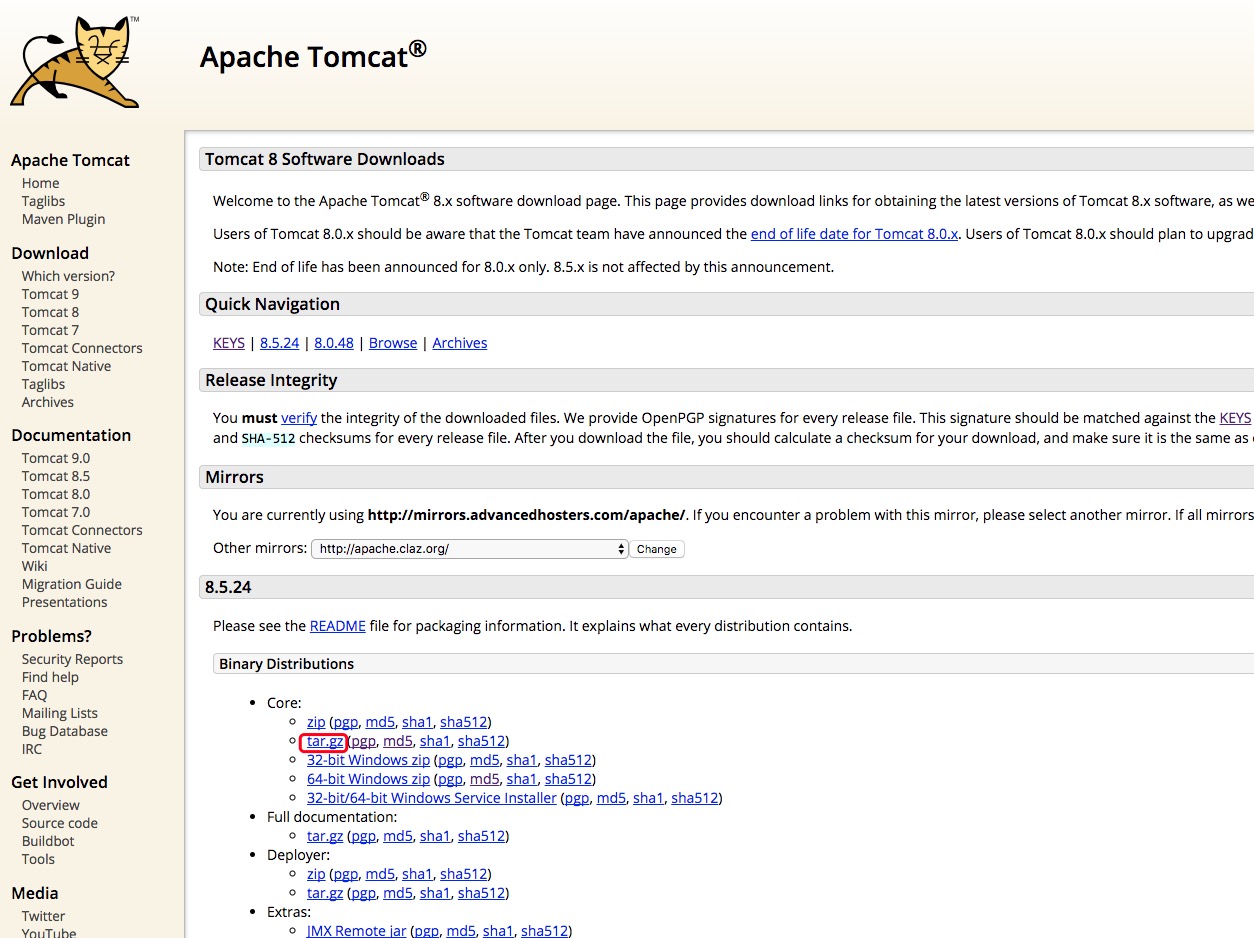 TM
Apache Tomcat®
Apache Tomcat
Home
Taglibs
Maven Plugin
Download
Which version?
Tomcat 9
Tomcat 8
Tomcat 7
Tomcat Connectors
Tomcat Native
Taglibs
Archives
Documentation
Tomcat 9.0
Tomcat 8.5
Tomcat 8.0
Tomcat 7.0
Tomcat Connectors
Tomcat Native
Wiki
Migration Guide
Presentations
Problems?
Security Reports
Find help
FAQ
Mailing Lists
Bug Database
IRC
Get Involved
Overview
Source code
Buildbot
Tools
Media
Twitter
YouTube
Tomcat 8 Software Downloads
Welcome to the Apache Tomcat® 8.x software download page. This page provides download links for obtaining the latest versions of Tomcat 8.x software, as we
Users of Tomcat 8.0.x should be aware that the Tomcat team have announced the end of life date for Tomcat 8.0.x. Users of Tomcat 8.0.x should plan to upgrad
Note: End of life has been announced for 8.0.x only. 8.5.x is not affected by this announcement.
Quick Navigation
KEYS | 8.5.24 | 8.0.48 | Browse | Archives
Release Integrity
You must verify the integrity of the downloaded files. We provide OpenPGP signatures for every release file. This signature should be matched against the KEYS
and SHA-512 checksums for every release file. After you download the file, you should calculate a checksum for your download, and make sure it is the same as
Mirrors
You are currently using http://mirrors.advancedhosters.com/apache/. If you encounter a problem with this mirror, please select another mirror. If all mirrors
Other mirrors: http://apache.claz.org/ Change
8.5.24
Please see the README file for packaging information. It explains what every distribution contains.
Binary Distributions
• Core:
zip (pgp, md5, sha1, sha512)
tar.gz (pgp, md5, sha1, sha512)
32-bit Windows zip (pgp, md5, sha1, sha512)
64-bit Windows zip (pgp, md5, sha1, sha512)
32-bit/64-bit Windows Service Installer (pgp, md5, sha1, sha512)
• Full documentation:
tar.gz (pgp, md5, sha1, sha512)
• Deployer:
zip (pgp, md5, sha1, sha512)
tar.gz (pgp, md5, sha1, sha512)
• Extras:
JMX Remote jar (pgp, md5, sha1, sha512)